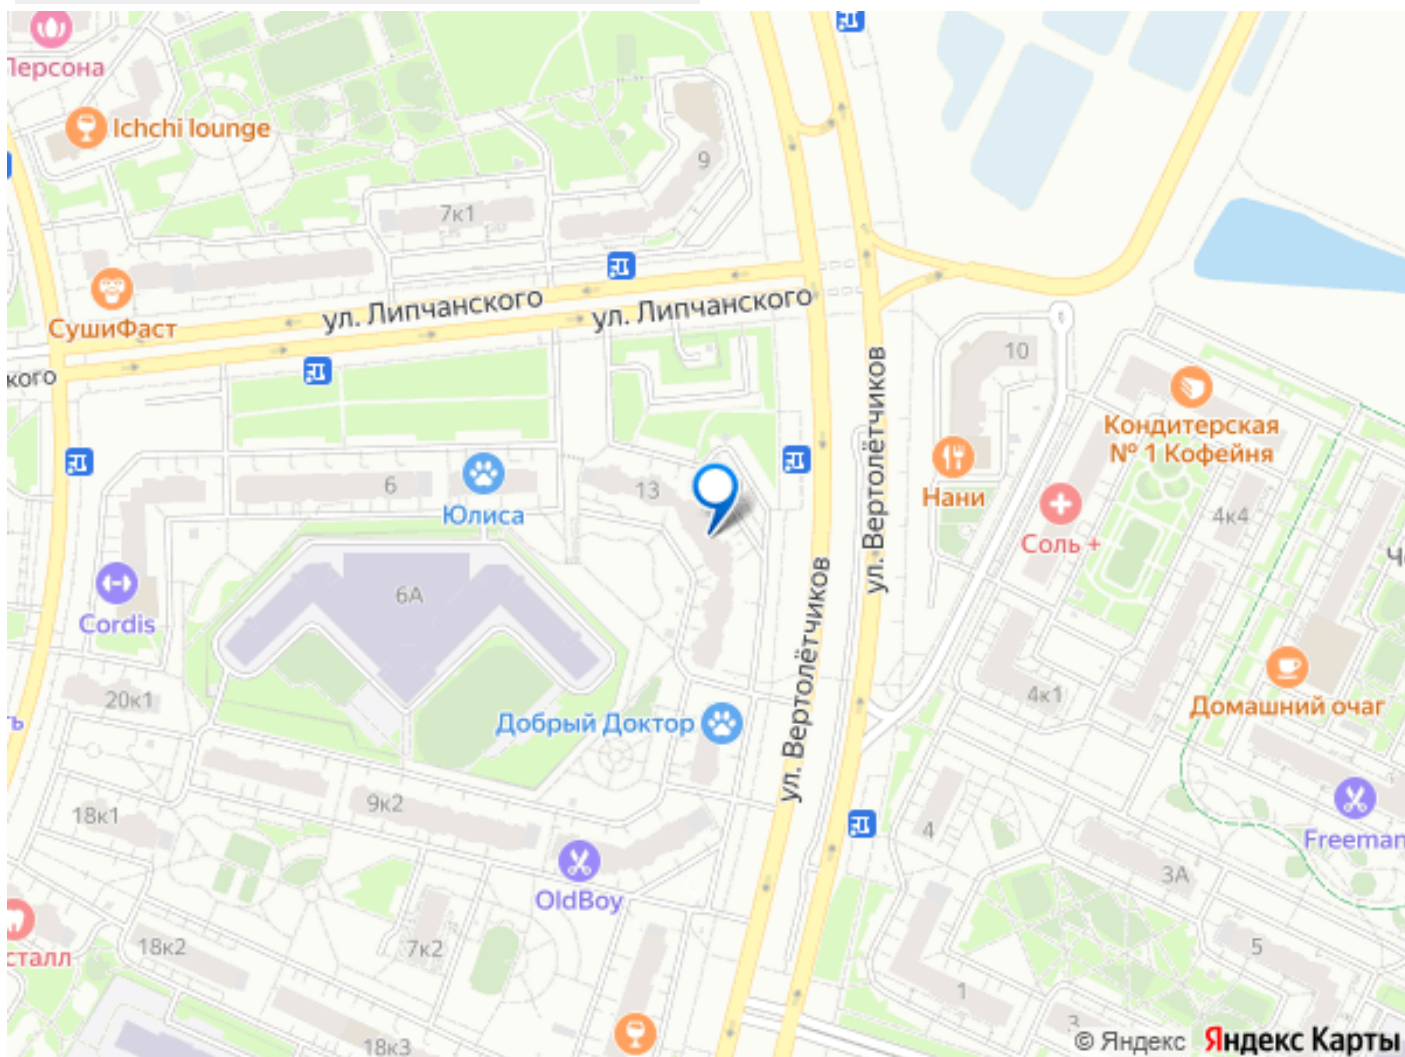 Персона
Ichchi lounge
9
7к1
СушиФаст
ул. Липчанского
ул. Липчанского
кого
10
ул. Вертолётчиков
Кондитерская
№ 1 Кофейня
6
Юлиса
13
Нани
4к4
Соль +
6А
Cordis
ул. Вертолётчиков
20к1
4к1
Домашний очаг
Добрый Доктор
18к1
9к2
4
Freeman
3А
OldBoy
18к2
7к2
5
сталл
1
3
18к3
© Яндекс Яндекс Карты